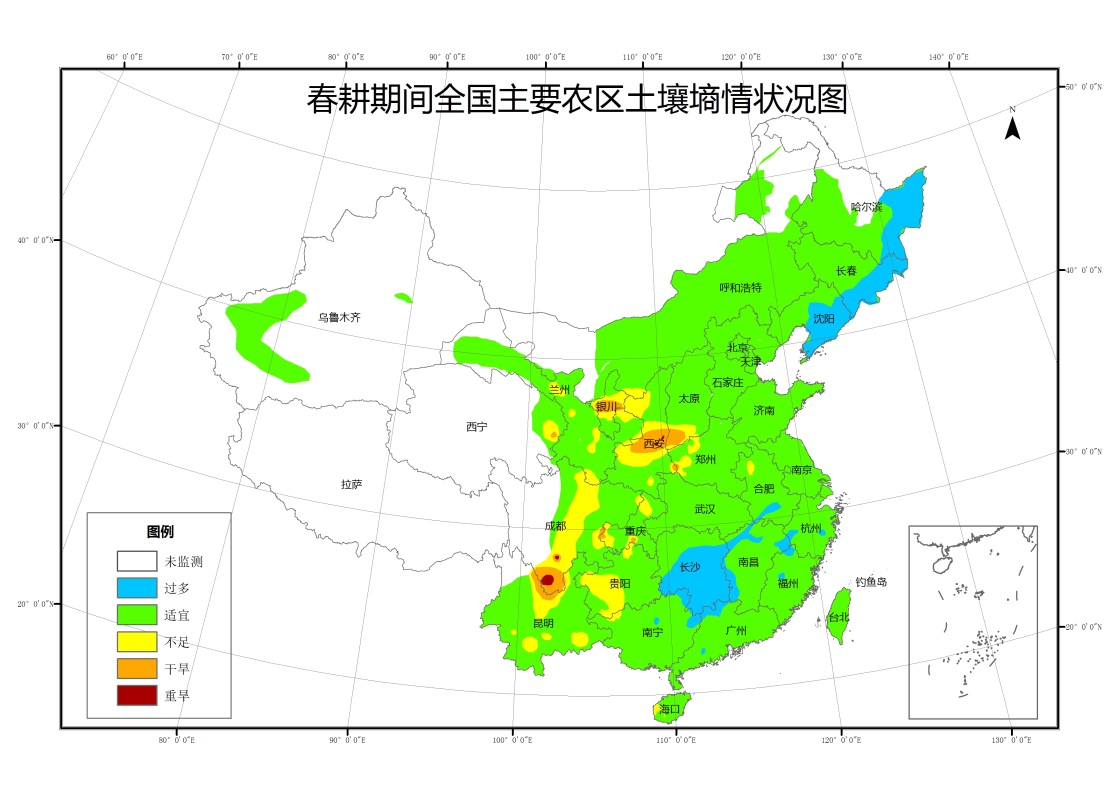 60° 0′0″E 70° 0′0″E 80° 0′0″E 90° 0′0″E 100° 0′0″E 110° 0′0″E 120° 0′0″E 130° 0′0″E 140° 0′0″E
春耕期间全国主要农区土壤墒情状况图
50° 0′0″N
N
哈尔滨
40° 0′0″N
长春
40° 0′0″N
呼和浩特
乌鲁木齐
沈阳
北京
天津
石家庄
兰州
太原
银川
济南
30° 0′0″N
西宁
西安
30° 0′0″N
郑州
南京
拉萨
合肥
武汉
成都
重庆
杭州
图例
未监测
南昌
长沙
过多
贵阳
福州
钓鱼岛
20° 0′0″N
适宜
台北
昆明
20° 0′0″N
南宁
广州
不足
干旱
重旱
海口
80° 0′0″E 90° 0′0″E 100° 0′0″E 110° 0′0″E 120° 0′0″E 130° 0′0″E